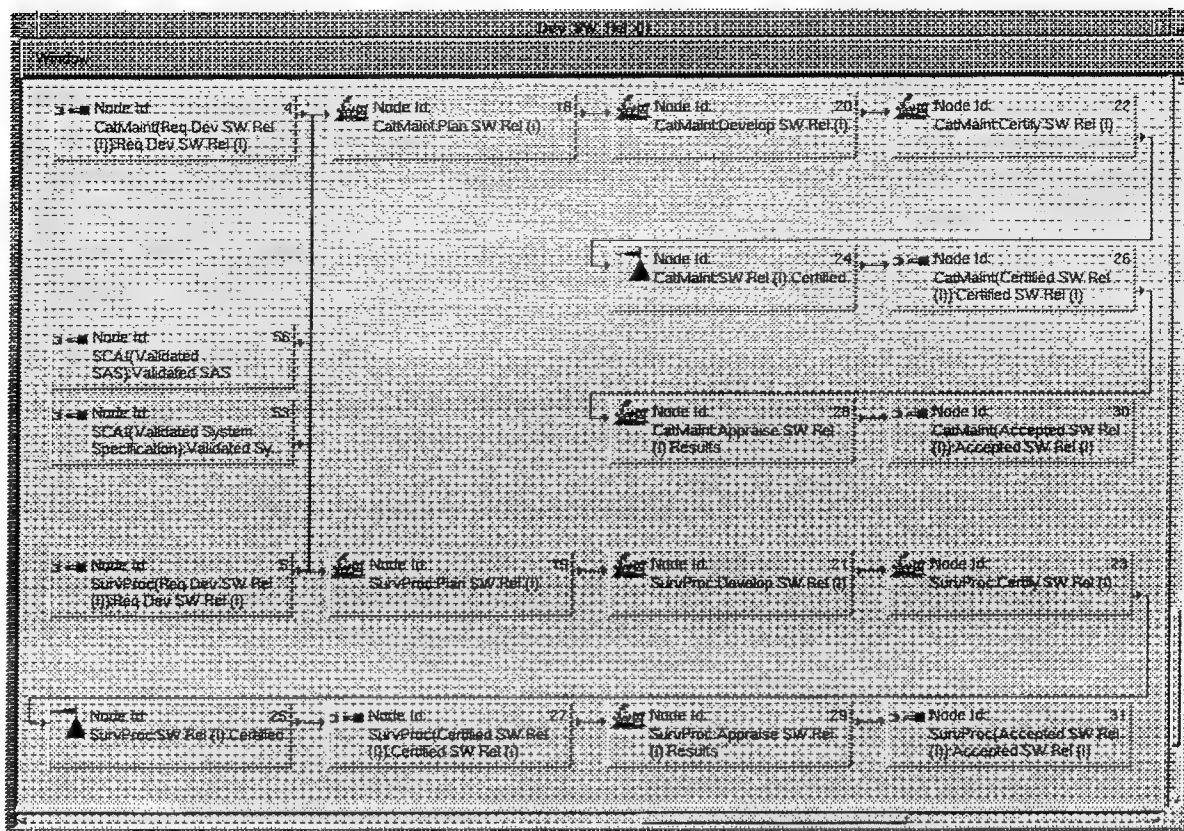 Dev SW Rel (i)
Window
Node Id: 4
CatMaint(Req Dev SW Rel
(i)):Req Dev SW Rel (i)
Node Id: 18
CatMaint:Plan SW Rel (i)
Node Id: 20
CatMaint:Develop SW Rel (i)
Node Id: 22
CatMaint:Certify SW Rel (i)
Node Id: 24
CatMaint:SW Rel (i) Certified
Node Id: 26
CatMaint(Certified SW Rel
(i)):Certified SW Rel (i)
Node Id:
SCAI(Validated
SAS):Validated SAS
Node Id: 53
SCAI(Validated System
Specification):Validated Sy..
Node Id: 28
CatMaint:Appraise SW Rel
(i) Results
Node Id: 30
CatMaint(Accepted SW Rel
(i)):Accepted SW Rel (i)
Node Id: 5
SurvProc(Req Dev SW Rel
(i)):Req Dev SW Rel (i)
Node Id: 19
SurvProc:Plan SW Rel (i)
Node Id: 21
SurvProc:Develop SW Rel (i)
Node Id: 23
SurvProc:Certify SW Rel (i)
Node Id: 25
SurvProc:SW Rel (i) Certified
Node Id: 27
SurvProc(Certified SW Rel
(i)):Certified SW Rel (i)
Node Id: 29
SurvProc:Appraise SW Rel
(i) Results
Node Id: 31
SurvProc(Accepted SW Rel
(i)):Accepted SW Rel (i)